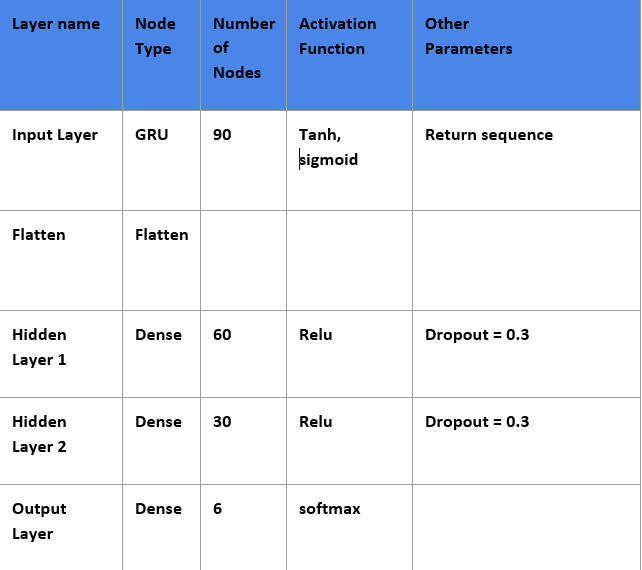 Layer name
Node
Type
Number
of
Nodes
Activation
Function
Other
Parameters
Input Layer
GRU
90
Tanh,
sigmoid
Return sequence
Flatten
Flatten
Hidden
Layer 1
Dense
60
Relu
Dropout = 0.3
Hidden
Layer 2
Dense
30
Relu
Dropout = 0.3
Output
Layer
Dense
6
softmax